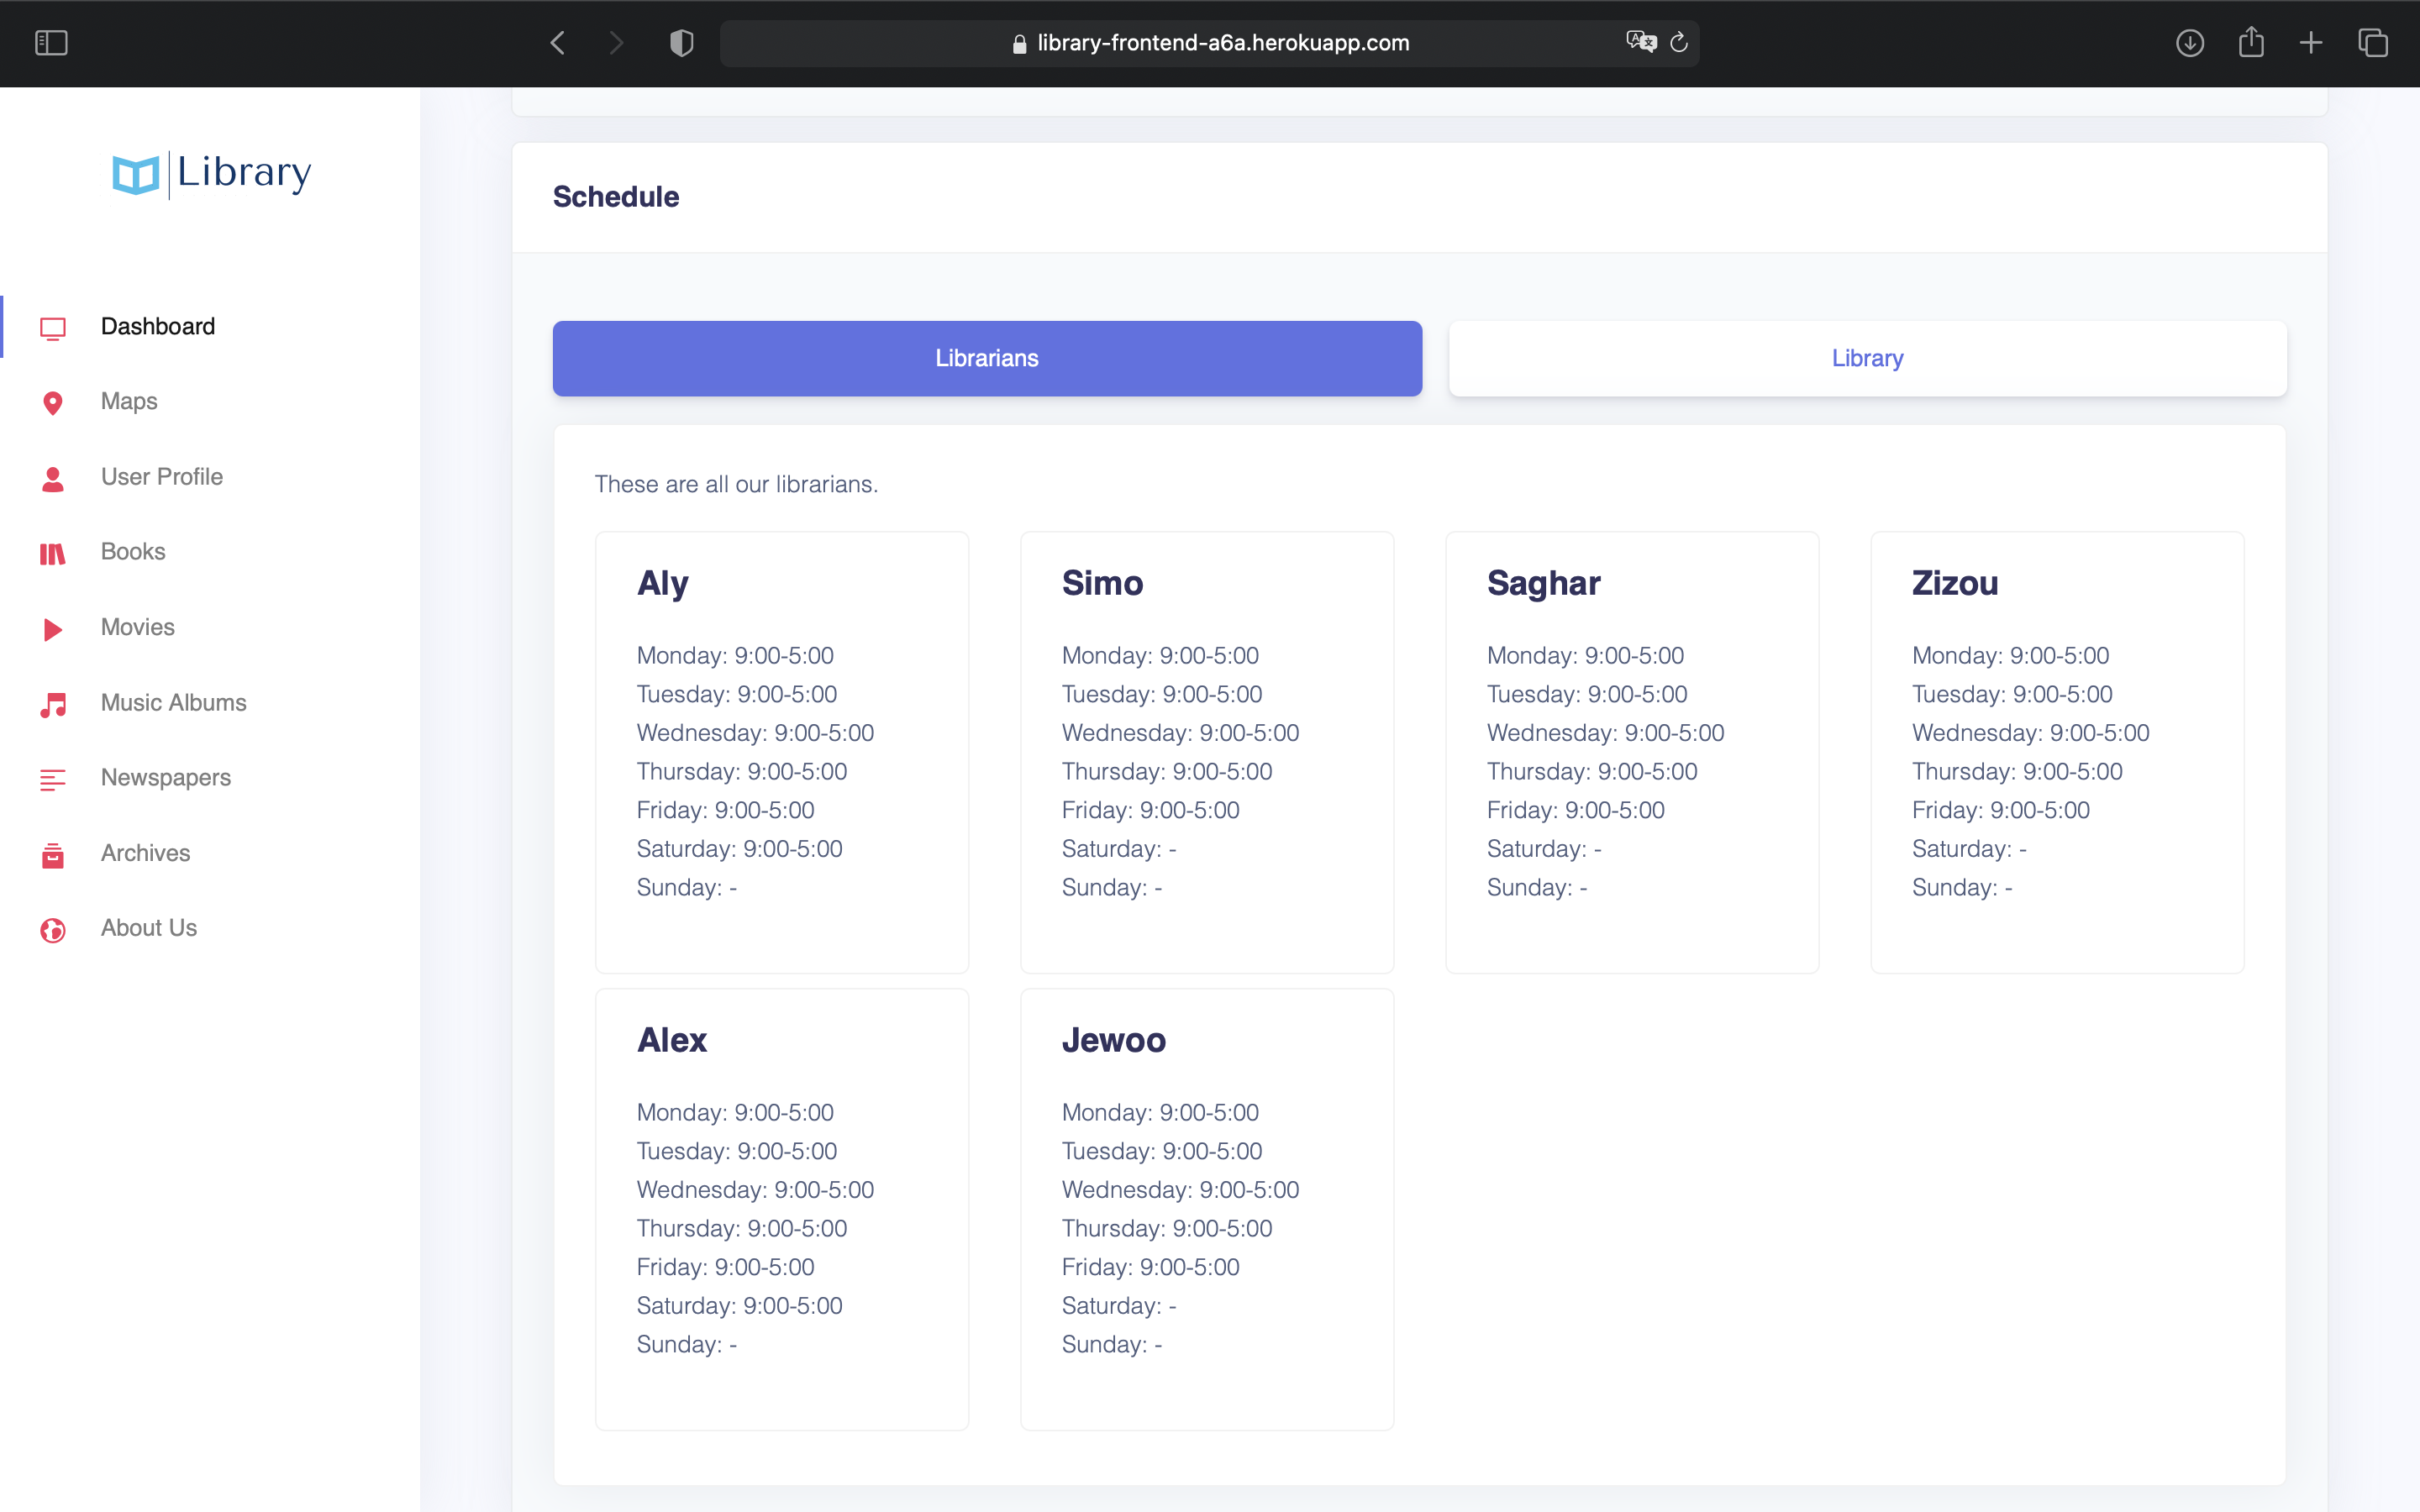 library-frontend-a6a.herokuapp.com
Library
Dashboard
Maps
User Profile
Books
Movies
Music Albums
Newspapers
Archives
About Us
Schedule
Librarians
Library
These are all our librarians.
Aly
Monday: 9:00-5:00
Tuesday: 9:00-5:00
Wednesday: 9:00-5:00
Thursday: 9:00-5:00
Friday: 9:00-5:00
Saturday: 9:00-5:00
Sunday: -
Simo
Monday: 9:00-5:00
Tuesday: 9:00-5:00
Wednesday: 9:00-5:00
Thursday: 9:00-5:00
Friday: 9:00-5:00
Saturday: -
Sunday: -
Saghar
Monday: 9:00-5:00
Tuesday: 9:00-5:00
Wednesday: 9:00-5:00
Thursday: 9:00-5:00
Friday: 9:00-5:00
Saturday: -
Sunday: -
Zizou
Monday: 9:00-5:00
Tuesday: 9:00-5:00
Wednesday: 9:00-5:00
Thursday: 9:00-5:00
Friday: 9:00-5:00
Saturday: -
Sunday: -
Alex
Monday: 9:00-5:00
Tuesday: 9:00-5:00
Wednesday: 9:00-5:00
Thursday: 9:00-5:00
Friday: 9:00-5:00
Saturday: 9:00-5:00
Sunday: -
Jewoo
Monday: 9:00-5:00
Tuesday: 9:00-5:00
Wednesday: 9:00-5:00
Thursday: 9:00-5:00
Friday: 9:00-5:00
Saturday: -
Sunday: -